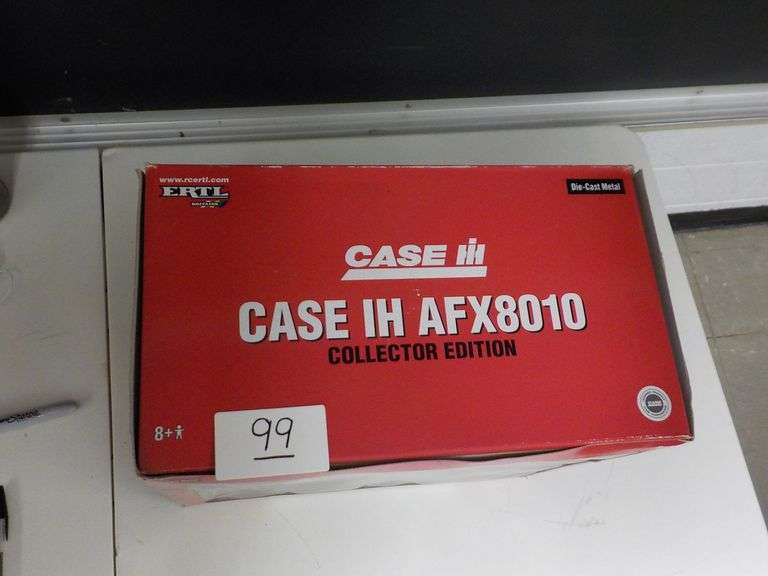 www.rcertl.com
ERTL
Die-Cast Metal
CASE IH
CASE IH AFX8010
COLLECTOR EDITION
8+
99